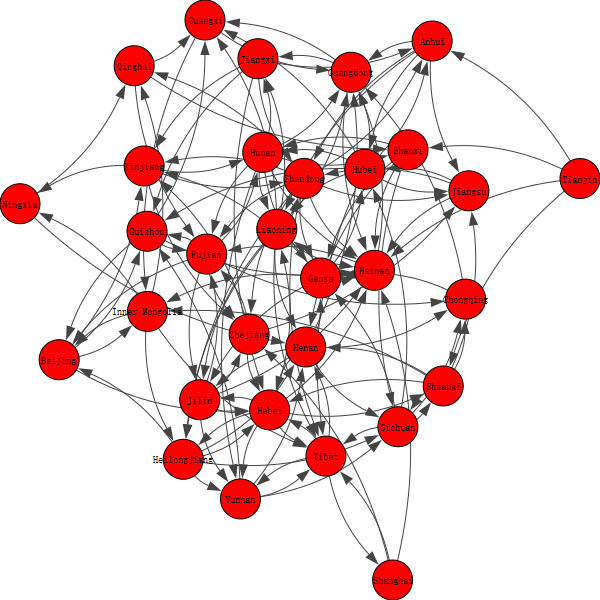 Guangxi
Anhui
Jiangxi
Qinghai
Guangdong
Hunan
Shanxi
Xinjiang
Shandong
Hubei
Tianjin
Jiangsu
Ningxia
Guizhou
Liaoning
Fujian
Hainan
Gansu
Chongqing
Inner Mongolia
Zhejiang
Henan
Beijing
Shaanxi
Jilin
Hebei
Sichuan
Tibet
Heilongjiang
Yunnan
Shanghai